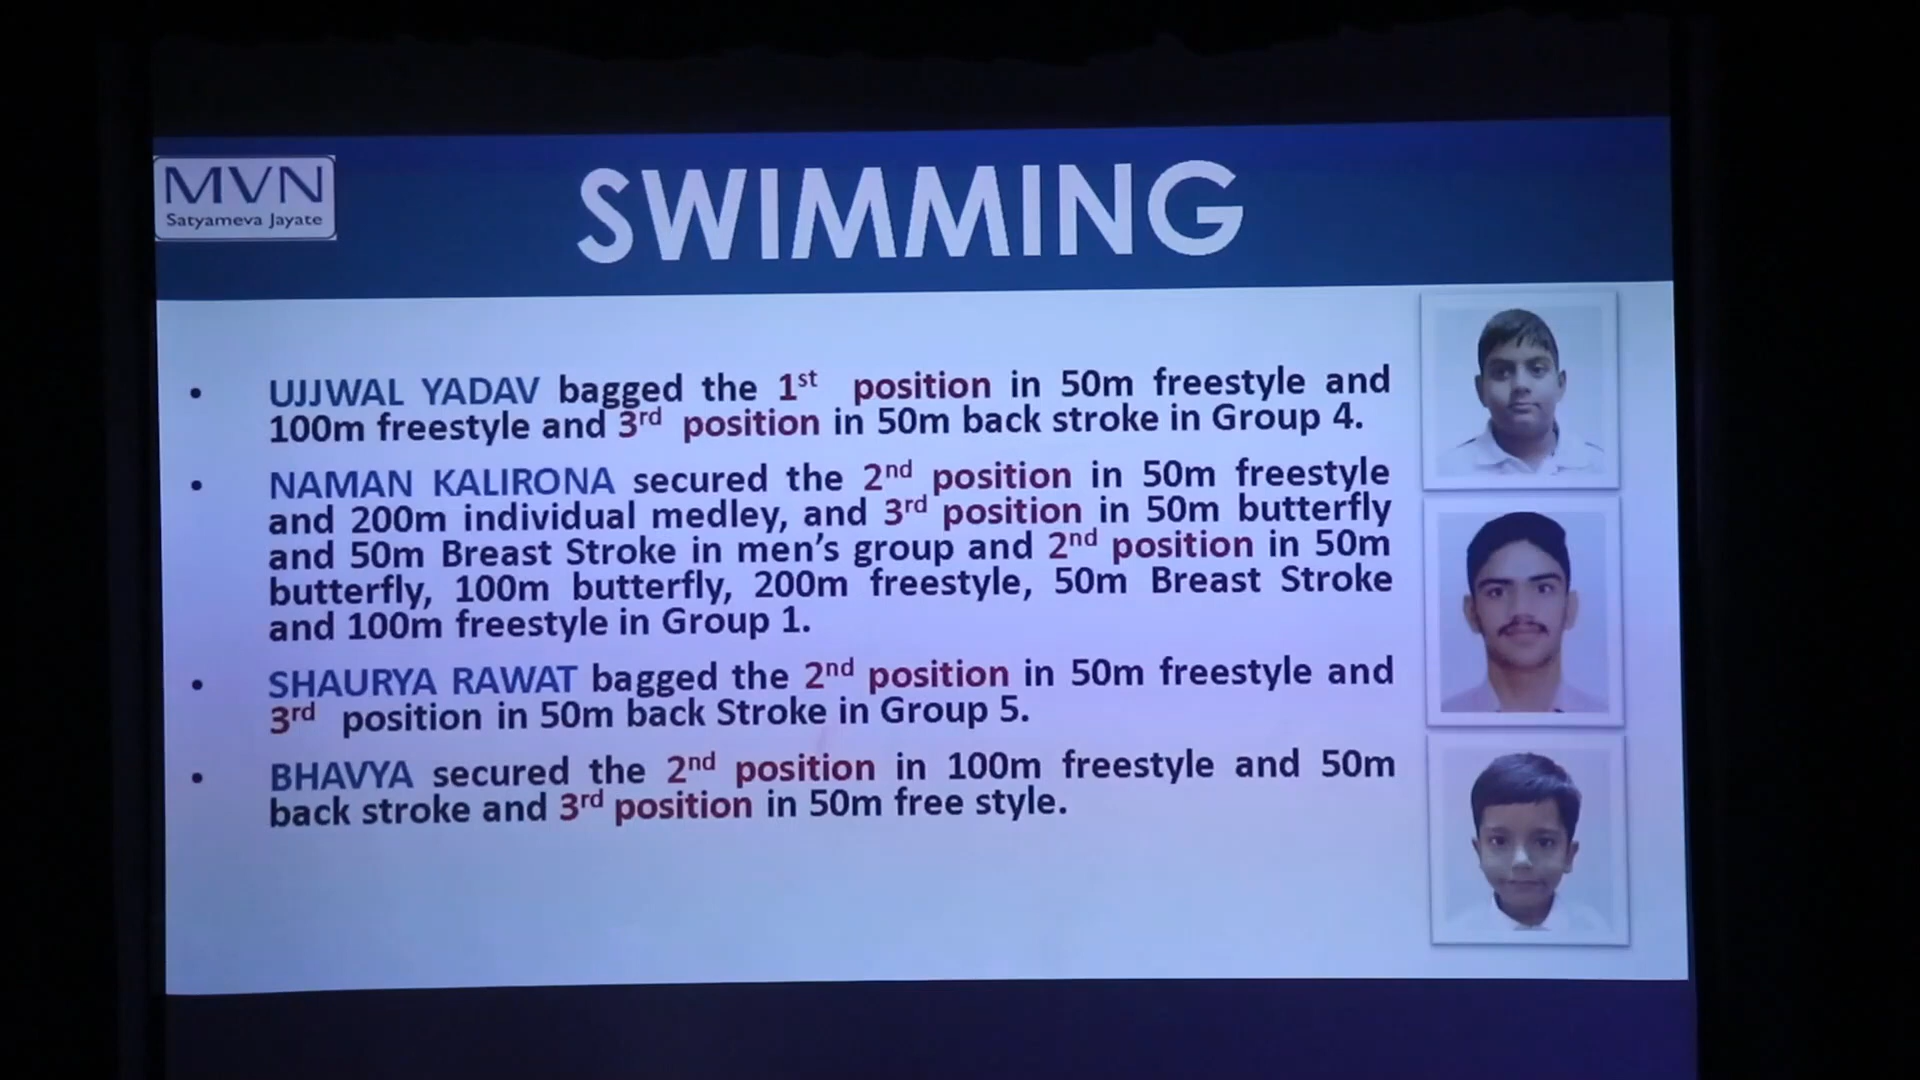 MVN
Satyameva Jayate
SWIMMING
• UJJWAL YADAV bagged the 1st position in 50m freestyle and
100m freestyle and 3rd position in 50m back stroke in Group 4.
• NAMAN KALIRONA secured the 2nd position in 50m freestyle
and 200m individual medley, and 3rd position in 50m butterfly
and 50m Breast Stroke in men's group and 2nd position in 50m
butterfly, 100m butterfly, 200m freestyle, 50m Breast Stroke
and 100m freestyle in Group 1.
• SHAURYA RAWAT bagged the 2nd position in 50m freestyle and
3rd position in 50m back Stroke in Group 5.
• BHAVYA secured the 2nd position in 100m freestyle and 50m
back stroke and 3rd position in 50m free style.